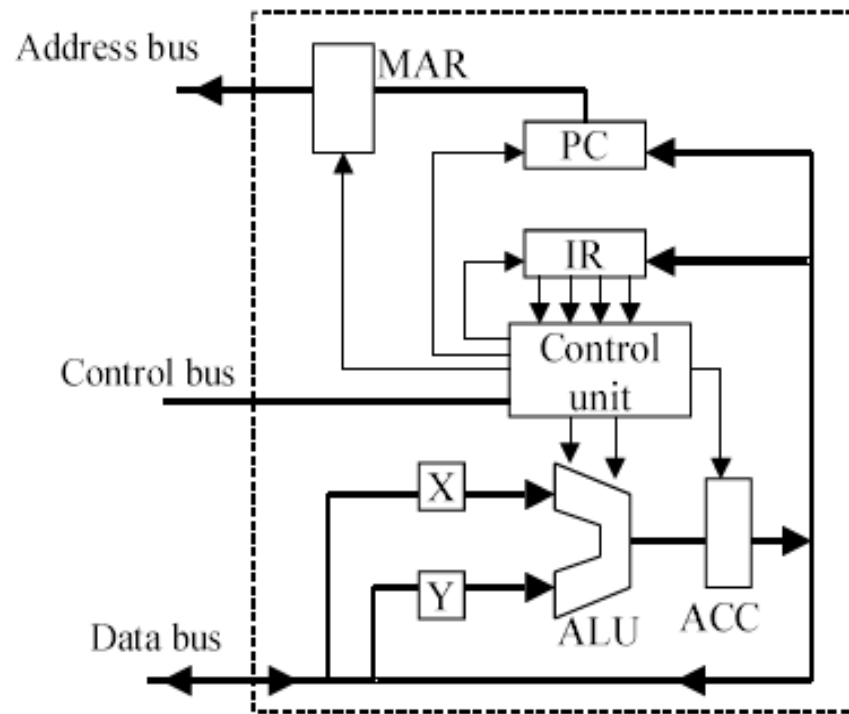 Address bus
MAR
PC
IR
Control
unit
Control bus
X
Y
ALU
ACC
Data bus